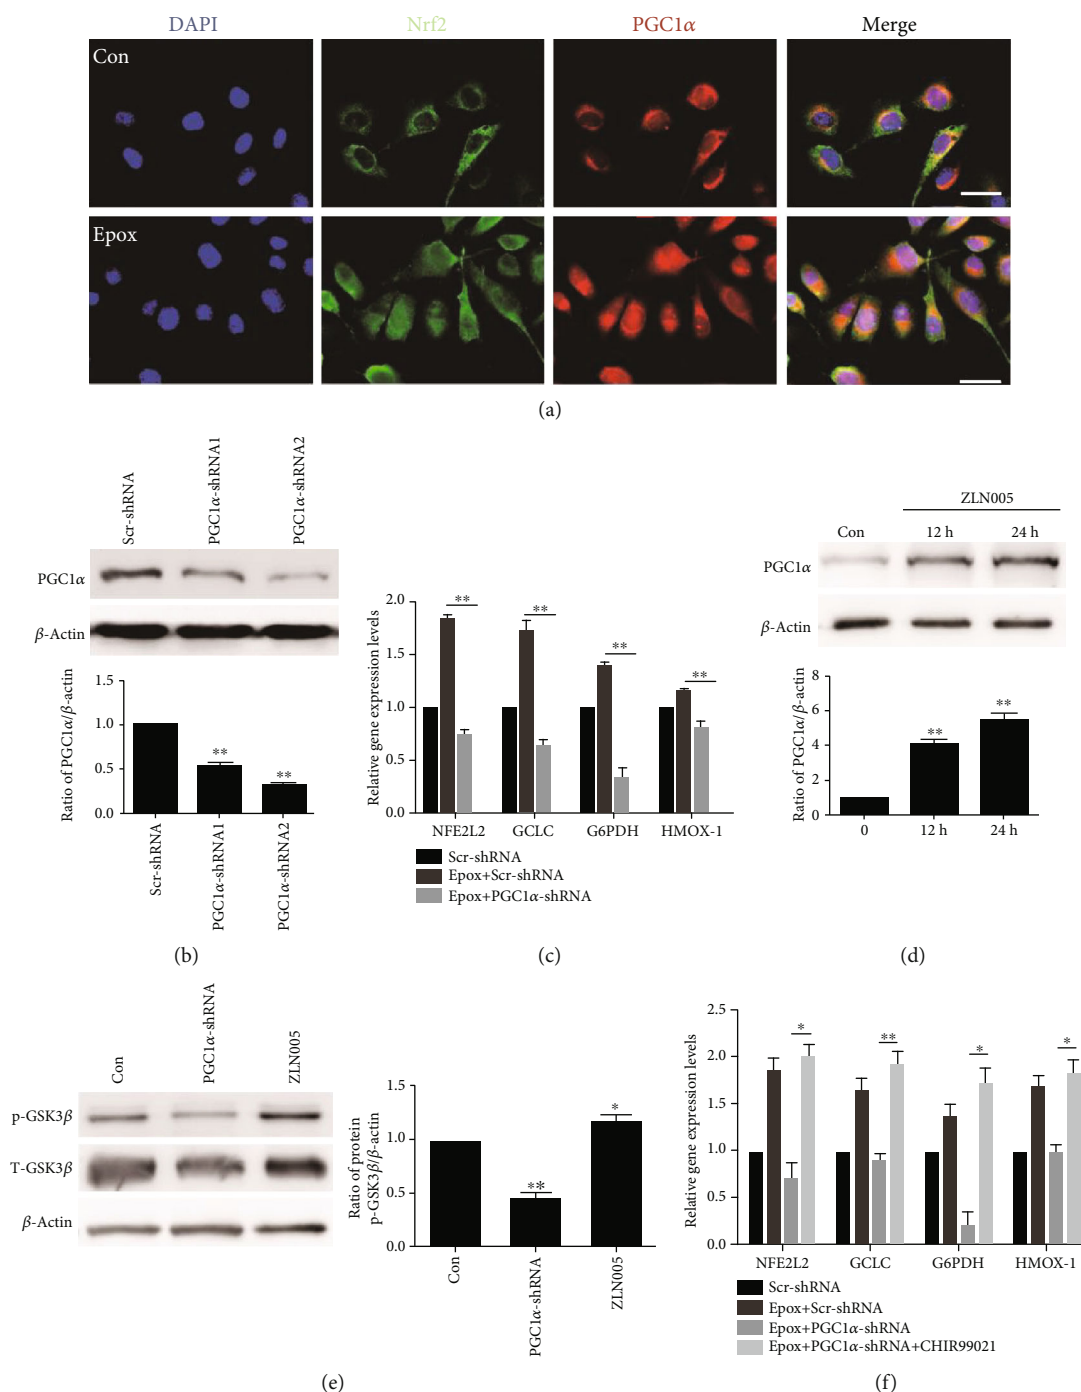 DAPI Nrf2 PGC1α Merge
Con
Epox
(a)
Scr-shRNA PGC1α-shRNA1 PGC1α-shRNA2
PGC1α
β-Actin
Ratio of PGC1α/β-actin
1.5
1.0
0.5
0.0
** **
Scr-shRNA PGC1α-shRNA1 PGC1α-shRNA2
(b)
Relative gene expression levels
2.0
1.5
1.0
0.5
0.0
** ** ** **
NFE2L2 GCLC G6PDH HMOX-1
Scr-shRNA
Epox+Scr-shRNA
Epox+PGC1α-shRNA
(c)
ZLN005
Con 12 h 24 h
PGC1α
β-Actin
Ratio of PGC1α/β-actin
8
6
4
2
0
** **
0 12 h 24 h
(d)
Con PGC1α-shRNA ZLN005
p-GSK3β
T-GSK3β
β-Actin
Ratio of protein
p-GSK3β/β-actin
1.5
1.0
0.5
0.0
** *
Con PGC1α-shRNA ZLN005
(e)
Relative gene expression levels
2.5
2.0
1.5
1.0
0.5
0.0
* ** * *
NFE2L2 GCLC G6PDH HMOX-1
Scr-shRNA
Epox+Scr-shRNA
Epox+PGC1α-shRNA
Epox+PGC1α-shRNA+CHIR99021
(f)